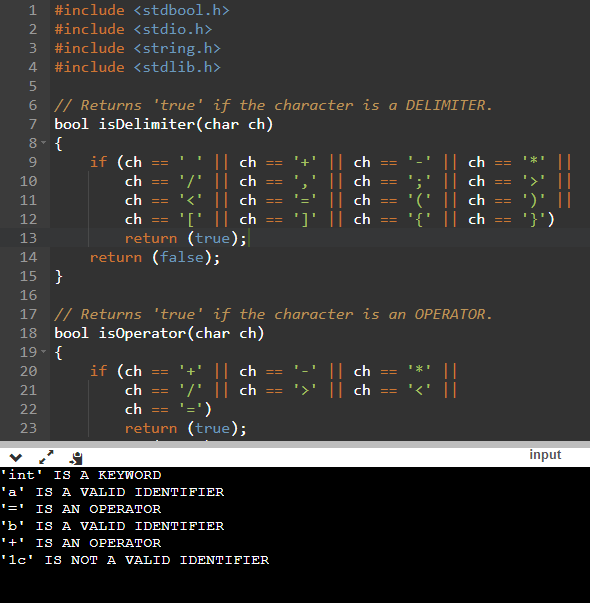 1 #include <stdbool.h>
2 #include <stdio.h>
3 #include <string.h>
4 #include <stdlib.h>
5
6 // Returns 'true' if the character is a DELIMITER.
7 bool isDelimiter(char ch)
8 {
9     if (ch == ' ' || ch == '+' || ch == '-' || ch == '*' ||
10         ch == '/' || ch == ',' || ch == ';' || ch == '>' ||
11         ch == '<' || ch == '=' || ch == '(' || ch == ')' ||
12         ch == '[' || ch == ']' || ch == '{' || ch == '}')
13         return (true);
14     return (false);
15 }
16
17 // Returns 'true' if the character is an OPERATOR.
18 bool isOperator(char ch)
19 {
20     if (ch == '+' || ch == '-' || ch == '*' ||
21         ch == '/' || ch == '>' || ch == '<' ||
22         ch == '=')
23         return (true);
input
'int' IS A KEYWORD
'a' IS A VALID IDENTIFIER
'=' IS AN OPERATOR
'b' IS A VALID IDENTIFIER
'+' IS AN OPERATOR
'1c' IS NOT A VALID IDENTIFIER